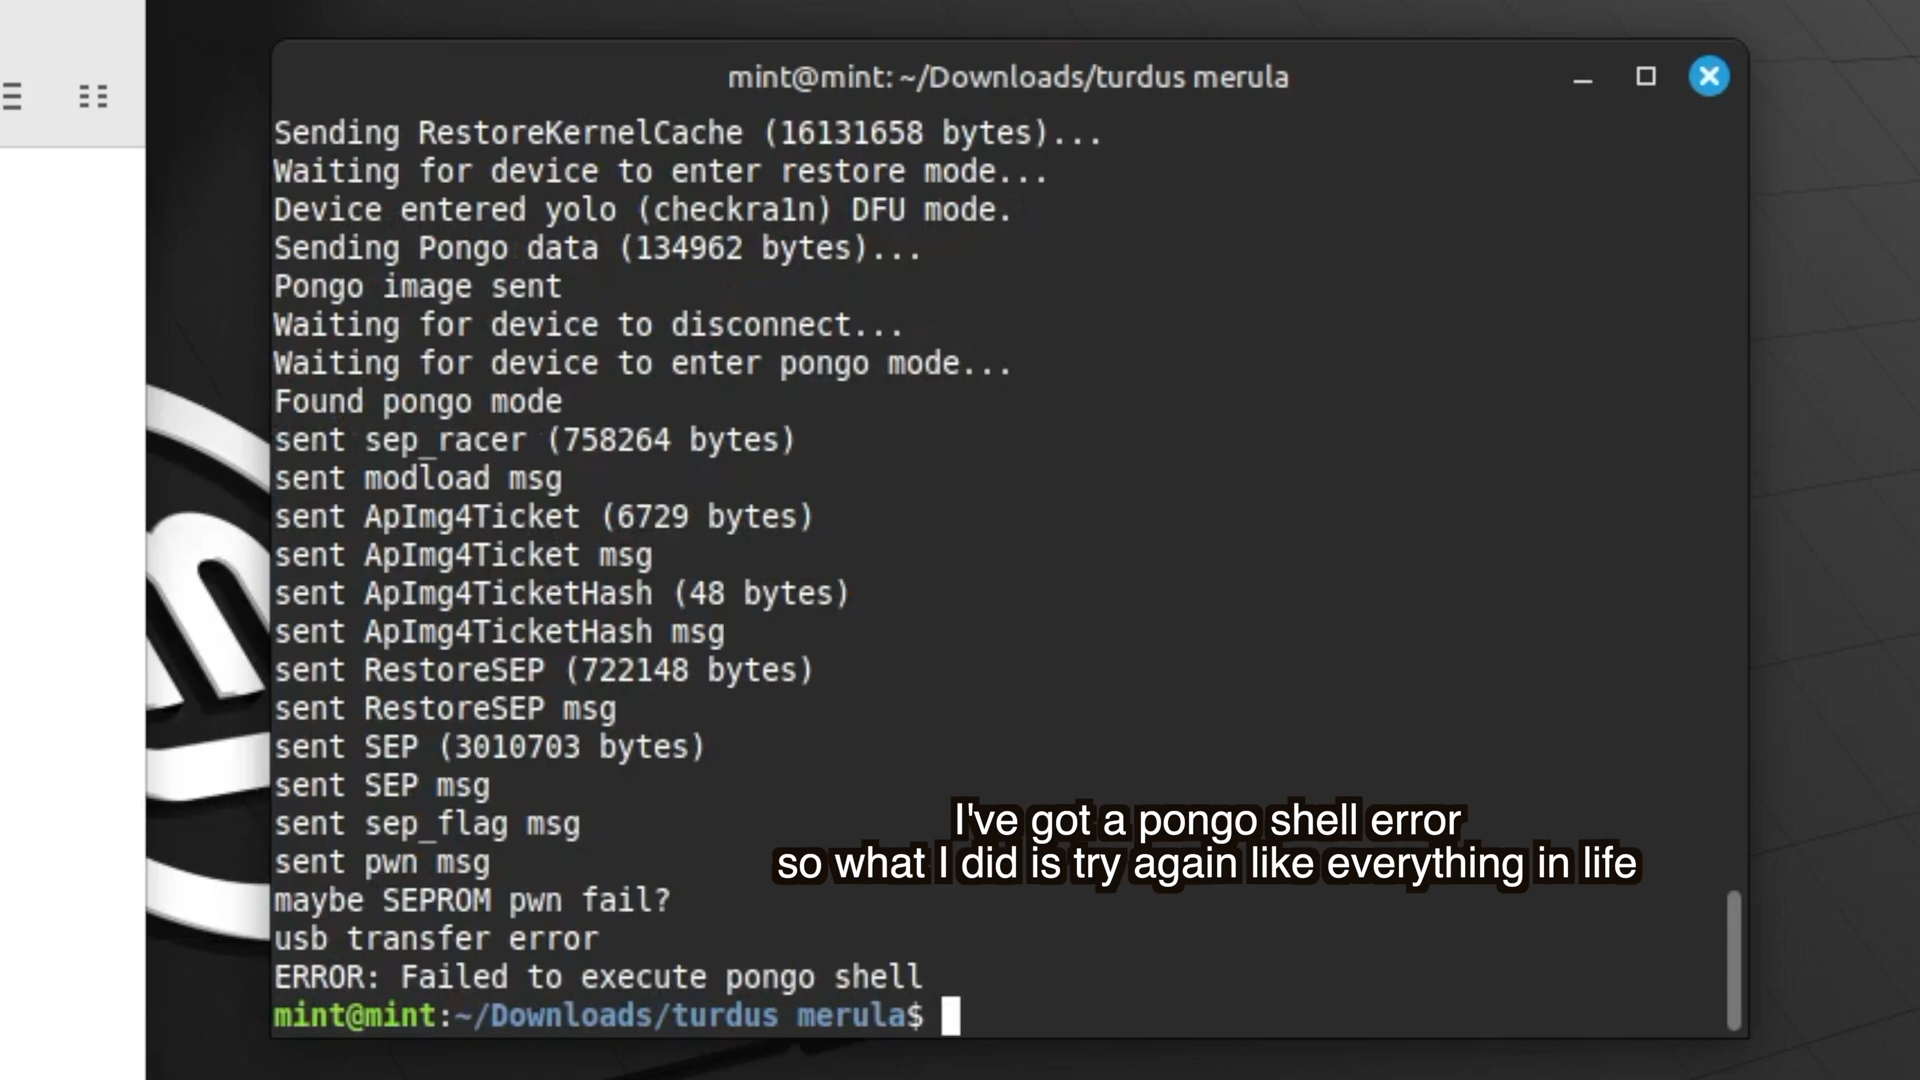 mint@mint: ~/Downloads/turdus merula
Sending RestoreKernelCache (16131658 bytes)...
Waiting for device to enter restore mode...
Device entered yolo (checkra1n) DFU mode.
Sending Pongo data (134962 bytes)...
Pongo image sent
Waiting for device to disconnect...
Waiting for device to enter pongo mode...
Found pongo mode
sent sep_racer (758264 bytes)
sent modload msg
sent ApImg4Ticket (6729 bytes)
sent ApImg4Ticket msg
sent ApImg4TicketHash (48 bytes)
sent ApImg4TicketHash msg
sent RestoreSEP (722148 bytes)
sent RestoreSEP msg
sent SEP (3010703 bytes)
sent SEP msg
sent sep_flag msg
sent pwn msg
maybe SEPROM pwn fail?
usb transfer error
ERROR: Failed to execute pongo shell
mint@mint:~/Downloads/turdus merula$
I've got a pongo shell error
so what I did is try again like everything in life